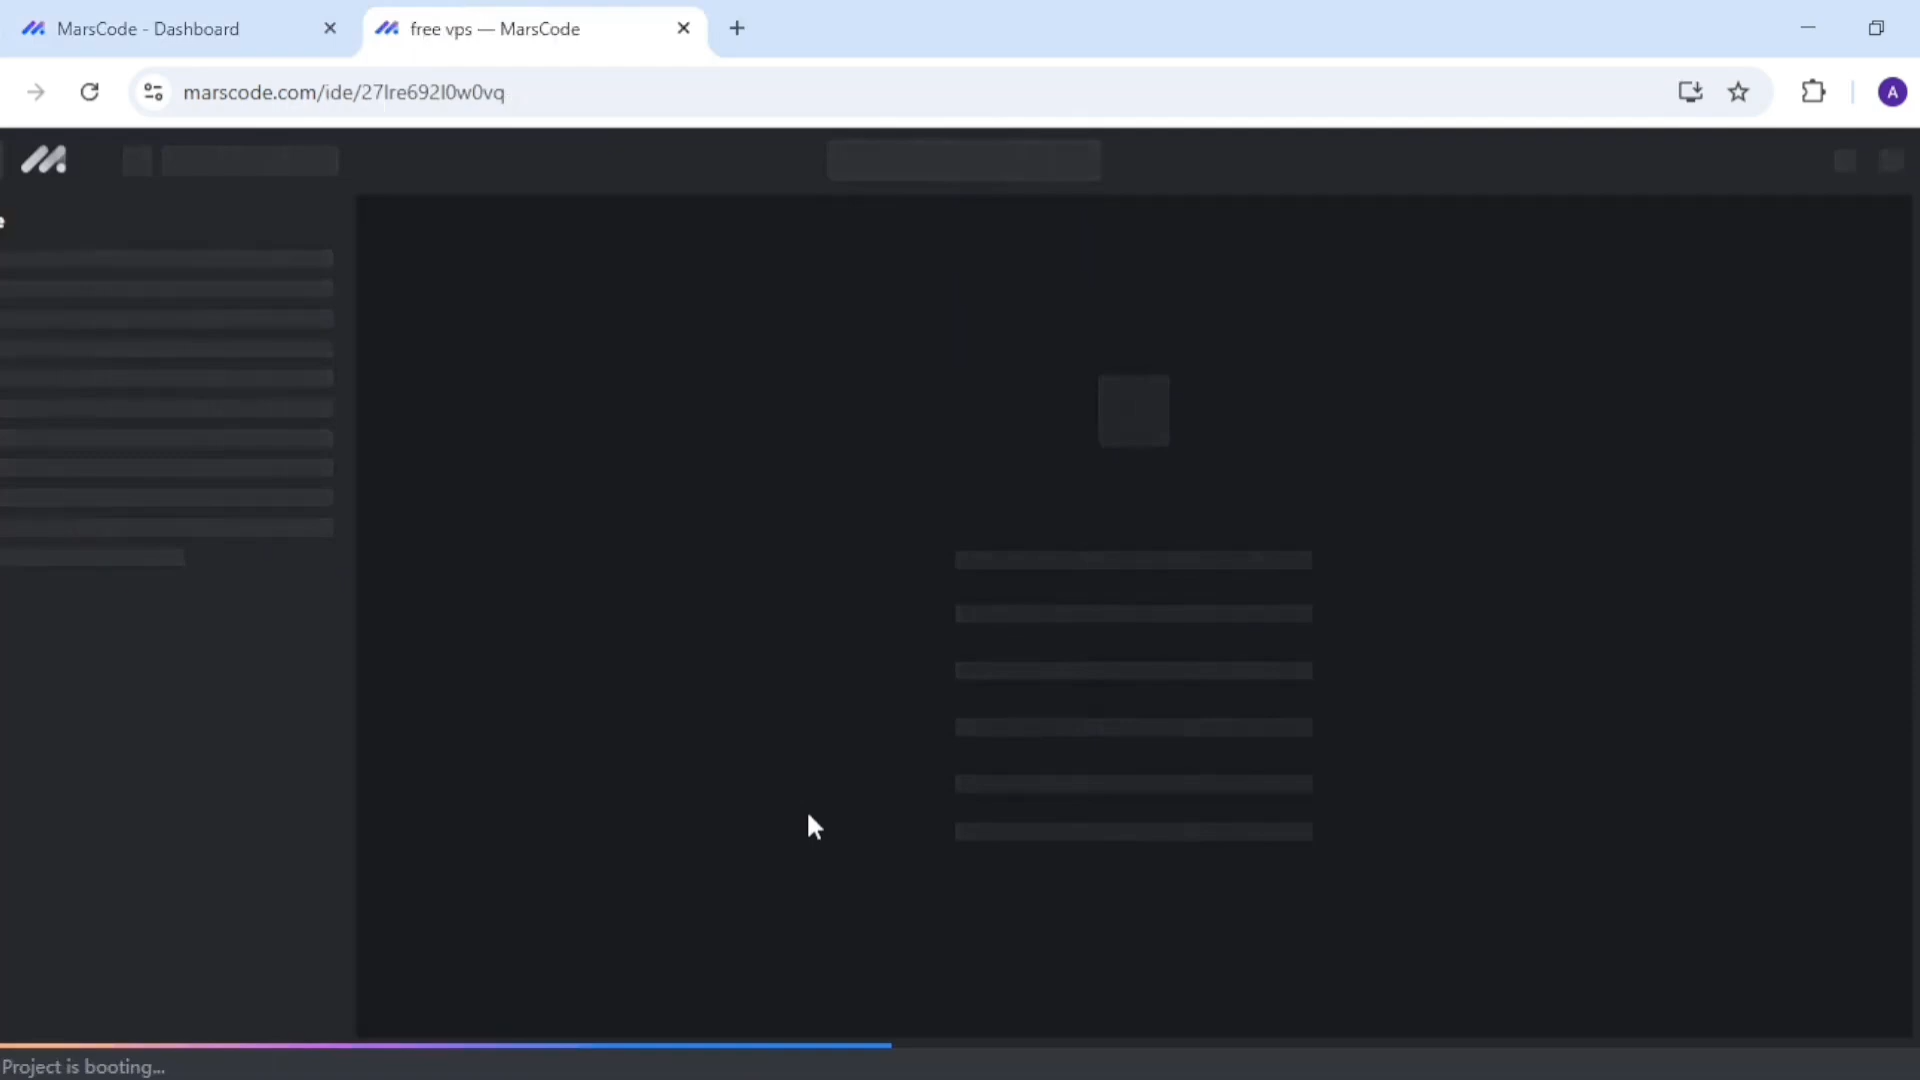 MarsCode - Dashboard
free vps — MarsCode
marscode.com/ide/27lre692l0w0vq
A
e
Project is booting...